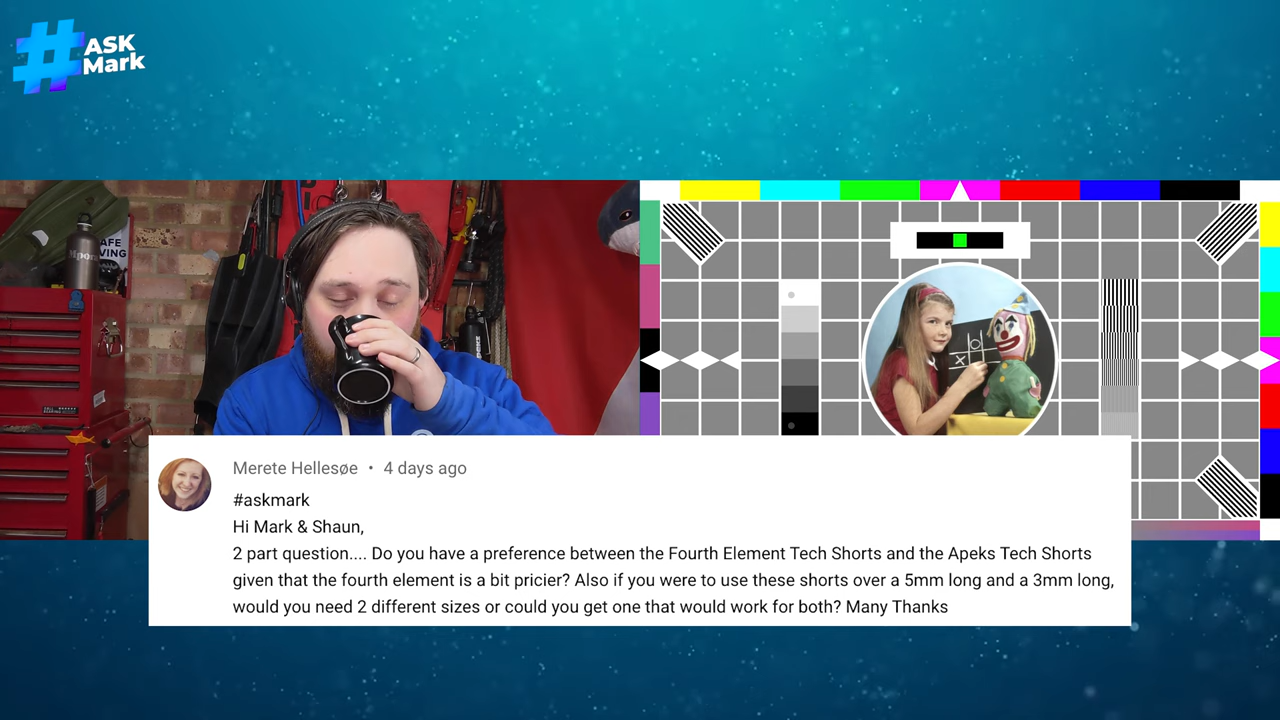 # ASK
Mark
AFE
VING
Merete Hellesøe • 4 days ago
#askmark
Hi Mark & Shaun,
2 part question.... Do you have a preference between the Fourth Element Tech Shorts and the Apeks Tech Shorts
given that the fourth element is a bit pricier? Also if you were to use these shorts over a 5mm long and a 3mm long,
would you need 2 different sizes or could you get one that would work for both? Many Thanks